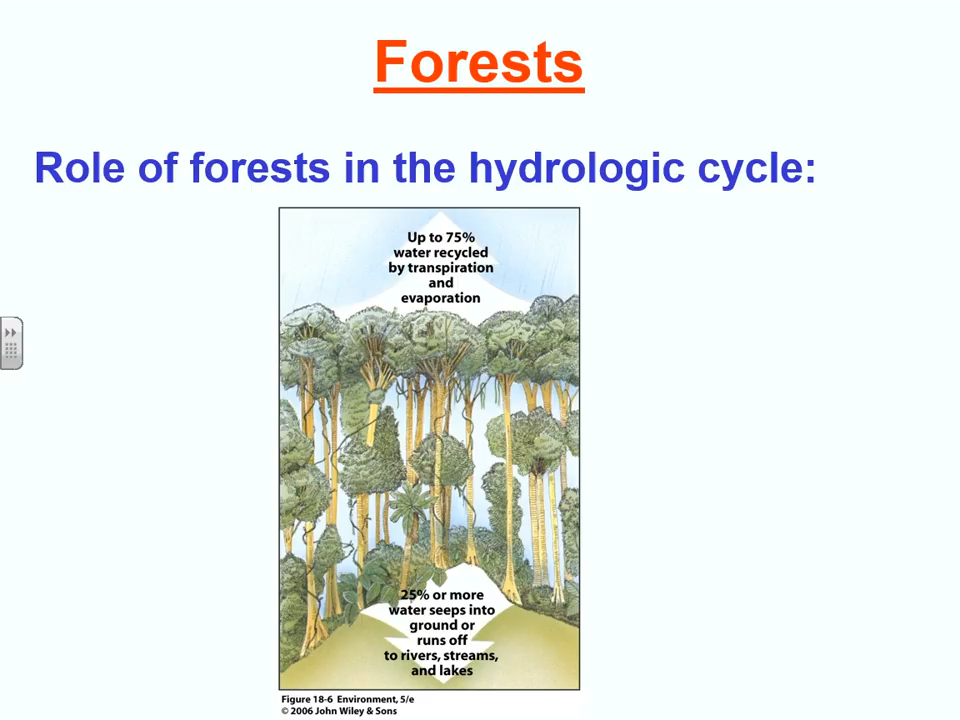 Forests
Role of forests in the hydrologic cycle:
Up to 75%
water recycled
by transpiration
and
evaporation
25% or more
water seeps into
ground or
runs off
to rivers, streams,
and lakes
Figure 18-6 Environment, 5/e
© 2006 John Wiley & Sons